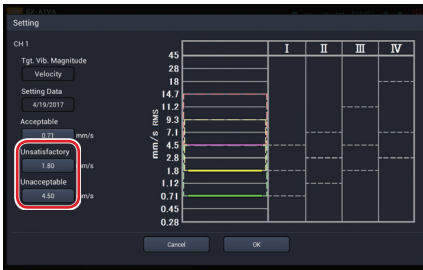 Setting
CH 1
Tgt. Vib. Magnitude
Velocity
Setting Data
4/19/2017
Acceptable
0.71 mm/s
Unsatisfactory
1.80 mm/s
Unacceptable
4.50 mm/s
mm/s RMS
45
28
18
14.7
11.2
9.3
7.1
4.5
2.8
1.8
1.12
0.71
0.45
0.28
I II III IV
Cancel OK